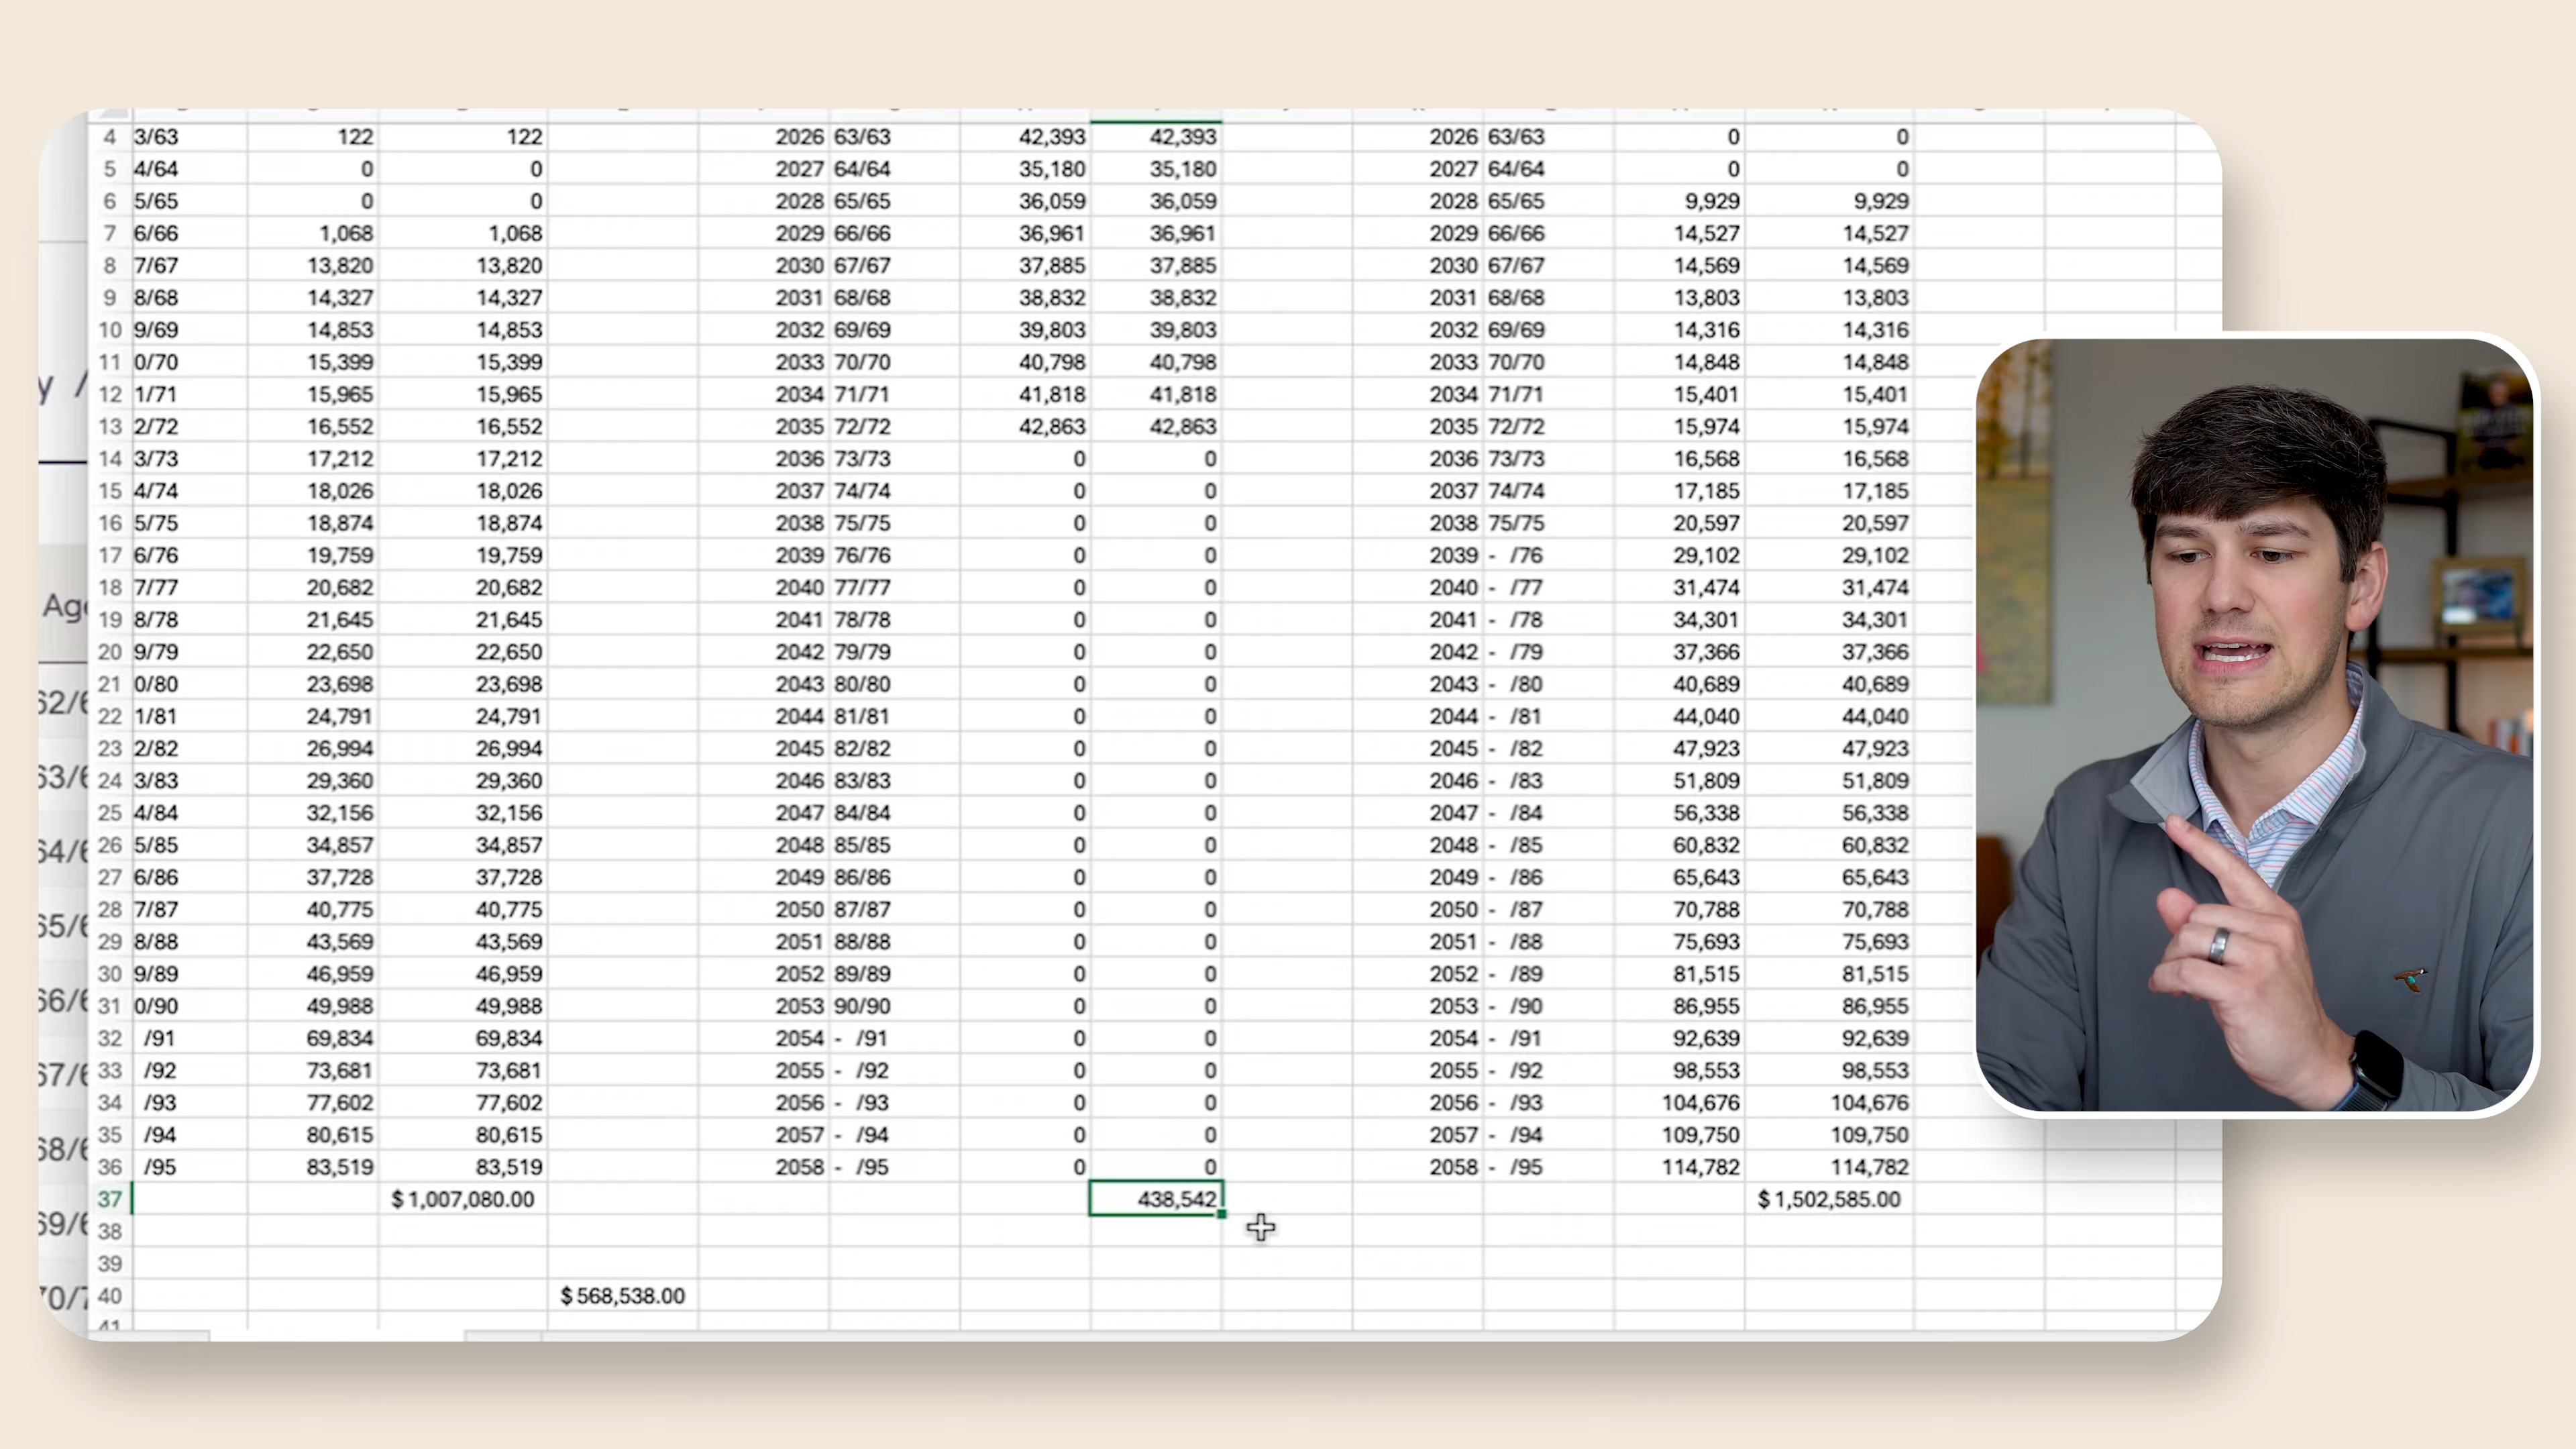 4 3/63 122 122 2026 63/63 42,393 42,393 2026 63/63 0 0
5 4/64 0 0 2027 64/64 35,180 35,180 2027 64/64 0 0
6 5/65 0 0 2028 65/65 36,059 36,059 2028 65/65 9,929 9,929
7 6/66 1,068 1,068 2029 66/66 36,961 36,961 2029 66/66 14,527 14,527
y / 8 7/67 13,820 13,820 2030 67/67 37,885 37,885 2030 67/67 14,569 14,569
9 8/68 14,327 14,327 2031 68/68 38,832 38,832 2031 68/68 13,803 13,803
10 9/69 14,853 14,853 2032 69/69 39,803 39,803 2032 69/69 14,316 14,316
11 0/70 15,399 15,399 2033 70/70 40,798 40,798 2033 70/70 14,848 14,848
12 1/71 15,965 15,965 2034 71/71 41,818 41,818 2034 71/71 15,401 15,401
13 2/72 16,552 16,552 2035 72/72 42,863 42,863 2035 72/72 15,974 15,974
14 3/73 17,212 17,212 2036 73/73 0 0 2036 73/73 16,568 16,568
15 4/74 18,026 18,026 2037 74/74 0 0 2037 74/74 17,185 17,185
16 5/75 18,874 18,874 2038 75/75 0 0 2038 75/75 20,597 20,597
17 6/76 19,759 19,759 2039 76/76 0 0 2039 - /76 29,102 29,102
18 7/77 20,682 20,682 2040 77/77 0 0 2040 - /77 31,474 31,474
19 8/78 21,645 21,645 2041 78/78 0 0 2041 - /78 34,301 34,301
20 9/79 22,650 22,650 2042 79/79 0 0 2042 - /79 37,366 37,366
21 0/80 23,698 23,698 2043 80/80 0 0 2043 - /80 40,689 40,689
22 1/81 24,791 24,791 2044 81/81 0 0 2044 - /81 44,040 44,040
23 2/82 26,994 26,994 2045 82/82 0 0 2045 - /82 47,923 47,923
24 3/83 29,360 29,360 2046 83/83 0 0 2046 - /83 51,809 51,809
25 4/84 32,156 32,156 2047 84/84 0 0 2047 - /84 56,338 56,338
26 5/85 34,857 34,857 2048 85/85 0 0 2048 - /85 60,832 60,832
27 6/86 37,728 37,728 2049 86/86 0 0 2049 - /86 65,643 65,643
28 7/87 40,775 40,775 2050 87/87 0 0 2050 - /87 70,788 70,788
29 8/88 43,569 43,569 2051 88/88 0 0 2051 - /88 75,693 75,693
30 9/89 46,959 46,959 2052 89/89 0 0 2052 - /89 81,515 81,515
31 0/90 49,988 49,988 2053 90/90 0 0 2053 - /90 86,955 86,955
32 /91 69,834 69,834 2054 - /91 0 0 2054 - /91 92,639 92,639
33 /92 73,681 73,681 2055 - /92 0 0 2055 - /92 98,553 98,553
34 /93 77,602 77,602 2056 - /93 0 0 2056 - /93 104,676 104,676
35 /94 80,615 80,615 2057 - /94 0 0 2057 - /94 109,750 109,750
36 /95 83,519 83,519 2058 - /95 0 0 2058 - /95 114,782 114,782
37 $ 1,007,080.00 438,542 $ 1,502,585.00
38
39
40 $ 568,538.00
41